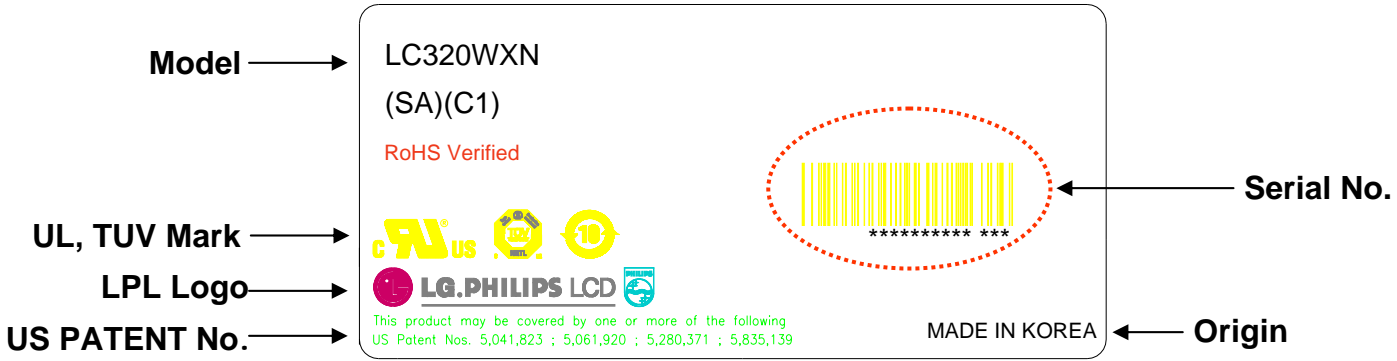 Model
LC320WXN
(SA)(C1)
RoHS Verified
********** ***
Serial No.
UL, TUV Mark
C
US
10
LPL Logo
LG.PHILIPS LCD
PHILIPS
US PATENT No.
This product may be covered by one or more of the following
US Patent Nos. 5,041,823 ; 5,061,920 ; 5,280,371 ; 5,835,139
MADE IN KOREA
Origin